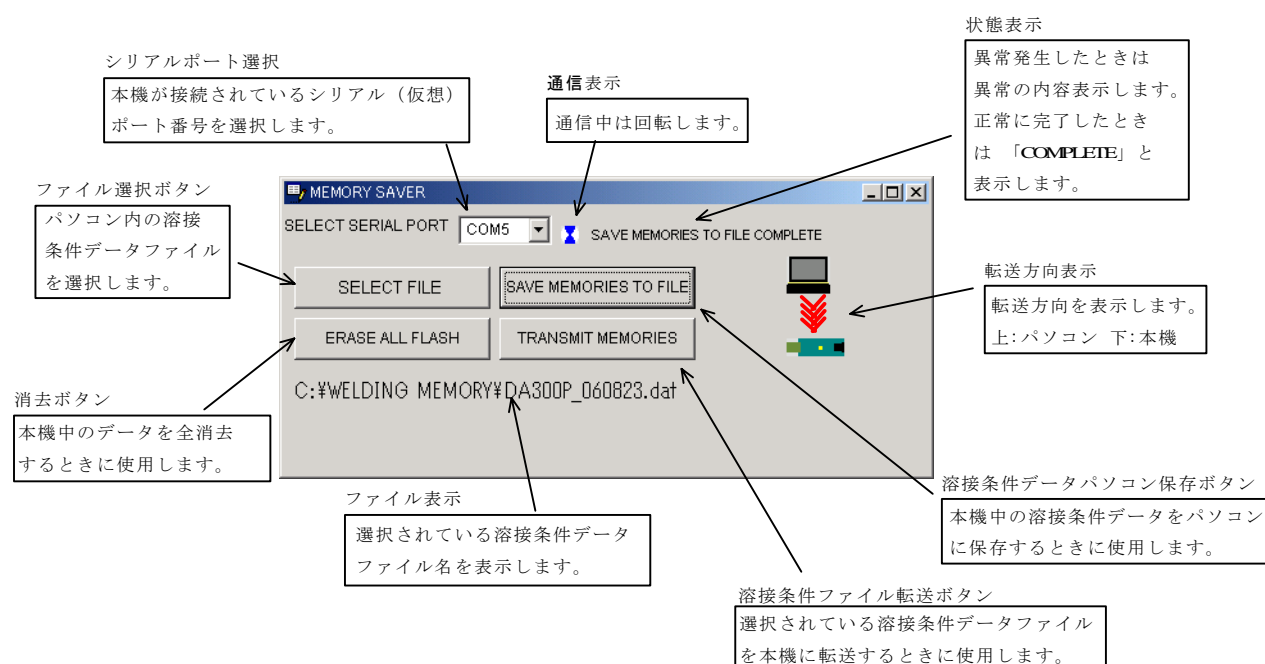 状態表示
異常発生したときは
異常の内容表示します。
正常に完了したとき
は 「COMPLETE」と
表示します。
シリアルポート選択
本機が接続されているシリアル（仮想）
ポート番号を選択します。
通信表示
通信中は回転します。
ファイル選択ボタン
パソコン内の溶接
条件データファイル
を選択します。
MEMORY SAVER
SELECT SERIAL PORT COM5 SAVE MEMORIES TO FILE COMPLETE
SELECT FILE SAVE MEMORIES TO FILE
ERASE ALL FLASH TRANSMIT MEMORIES
C:¥WELDING MEMORY¥DA300P_060823.dat
転送方向表示
転送方向を表示します。
上:パソコン 下:本機
消去ボタン
本機中のデータを全消去
するときに使用します。
ファイル表示
選択されている溶接条件データ
ファイル名を表示します。
溶接条件データパソコン保存ボタン
本機中の溶接条件データをパソコン
に保存するときに使用します。
溶接条件ファイル転送ボタン
選択されている溶接条件データファイル
を本機に転送するときに使用します。